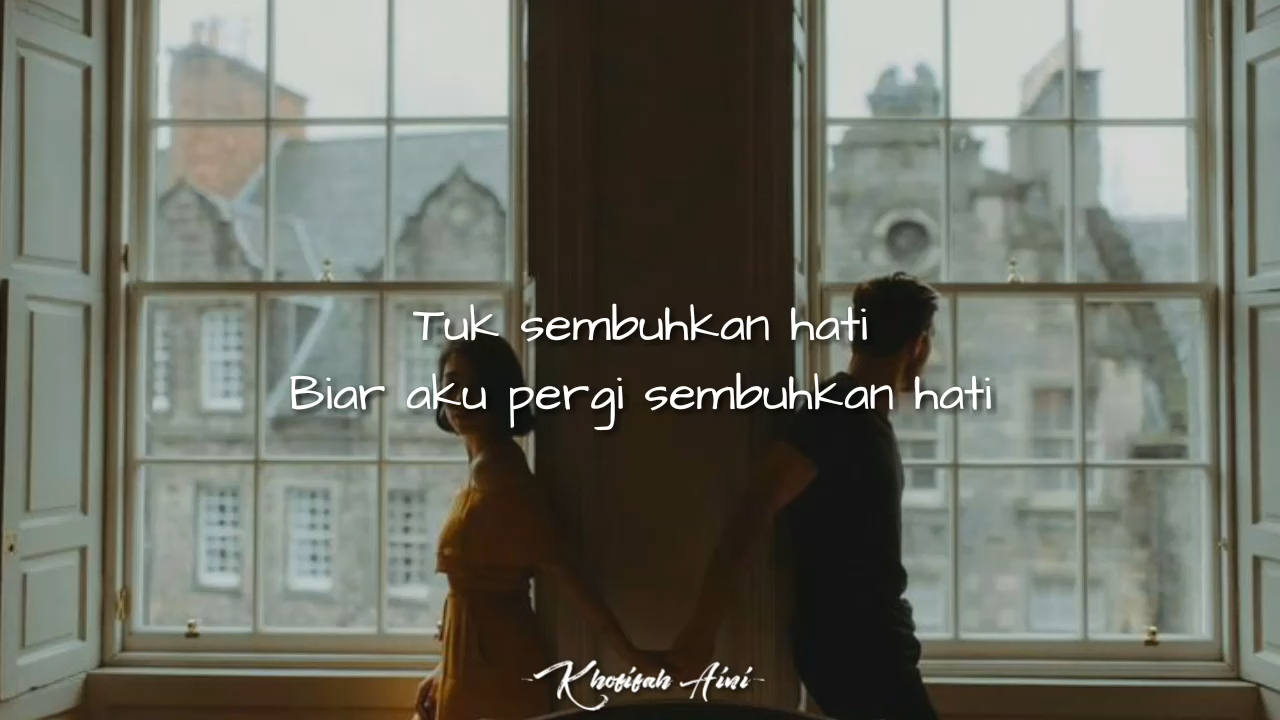 Tuk sembuhkan hati
Biar aku pergi sembuhkan hati
Khofifah Aini